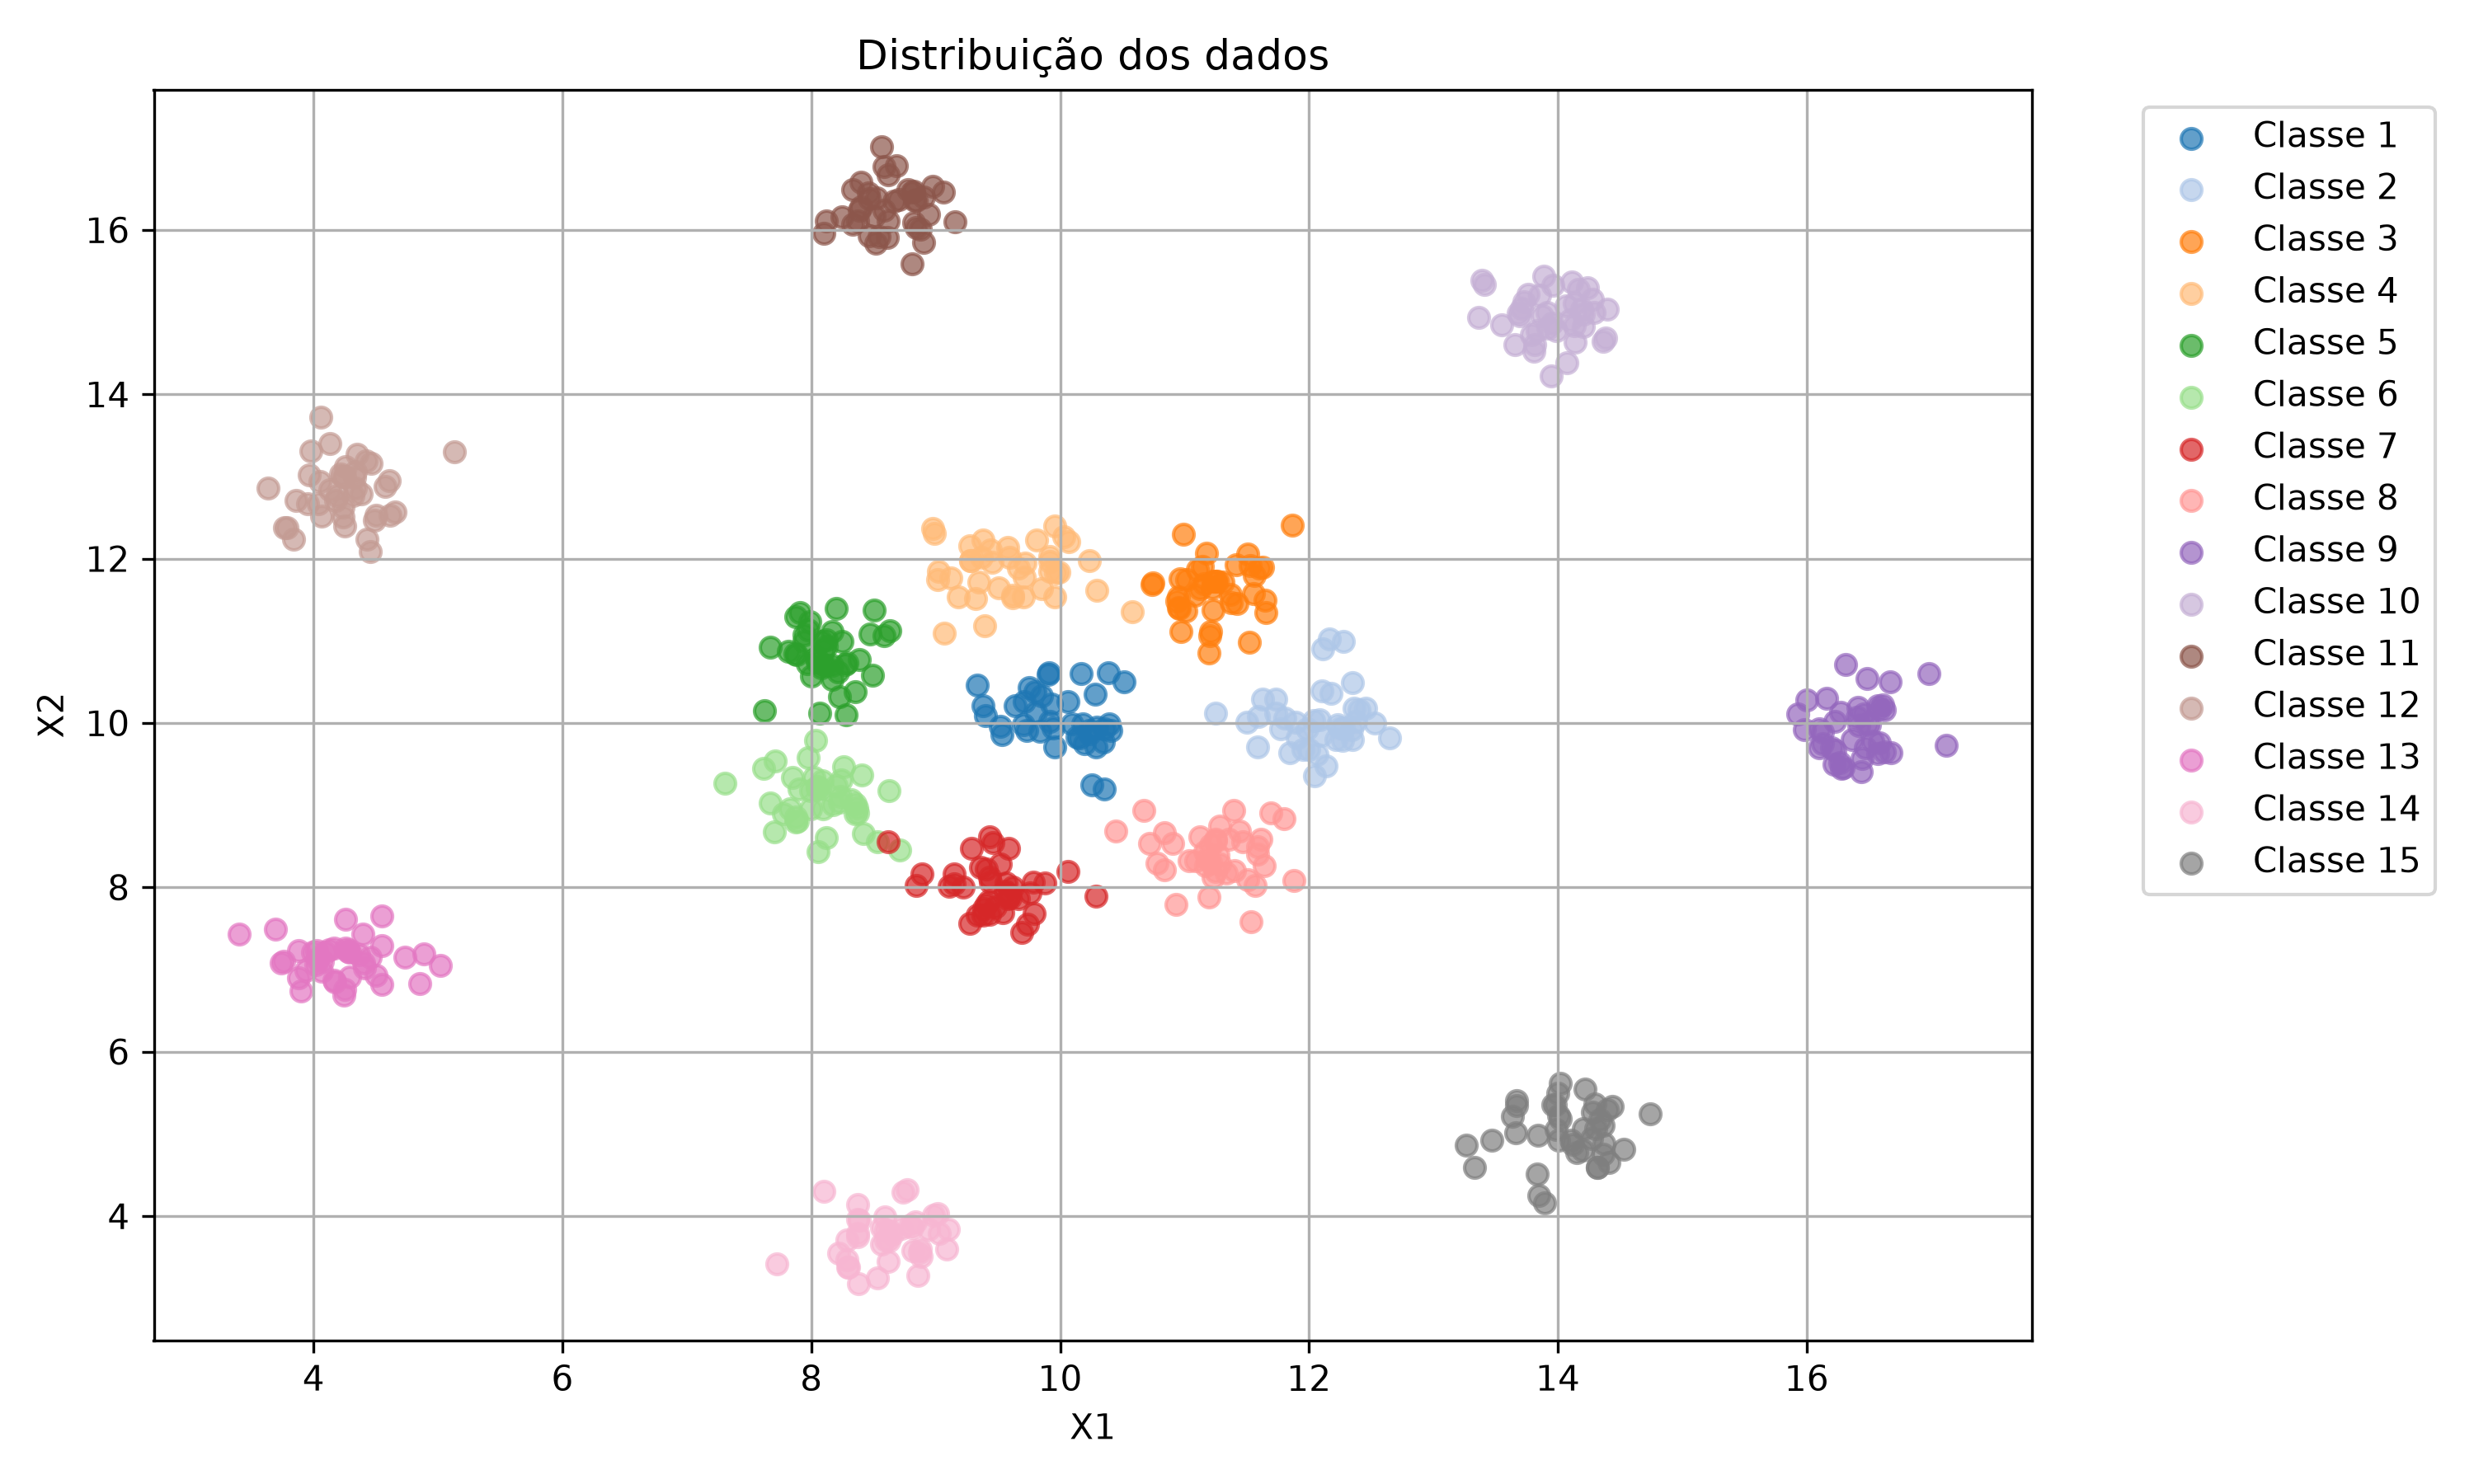 Distribuição dos dados
16
14
12
10
8
6
4
X2
4
6
8
10
12
14
16
X1
Classe 1
Classe 2
Classe 3
Classe 4
Classe 5
Classe 6
Classe 7
Classe 8
Classe 9
Classe 10
Classe 11
Classe 12
Classe 13
Classe 14
Classe 15